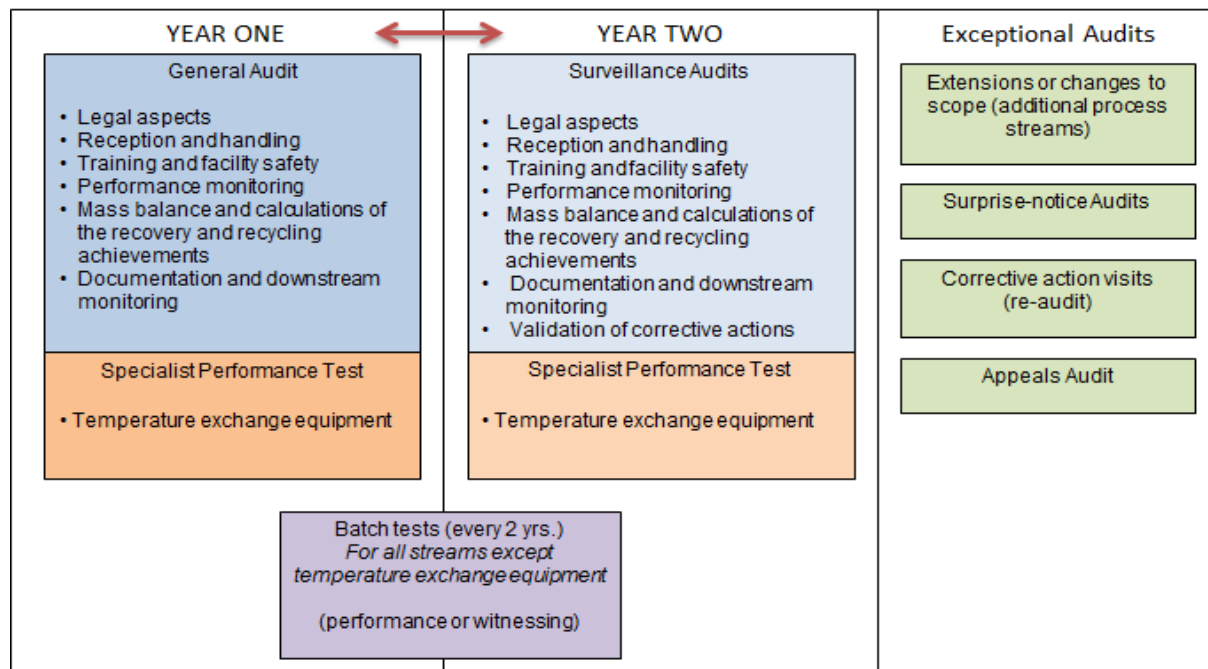 YEAR ONE
General Audit
• Legal aspects
• Reception and handling
• Training and facility safety
• Performance monitoring
• Mass balance and calculations of
the recovery and recycling
achievements
• Documentation and downstream
monitoring
Specialist Performance Test
• Temperature exchange equipment
YEAR TWO
Surveillance Audits
• Legal aspects
• Reception and handling
• Training and facility safety
• Performance monitoring
• Mass balance and calculations of
the recovery and recycling
achievements
• Documentation and downstream
monitoring
• Validation of corrective actions
Specialist Performance Test
• Temperature exchange equipment
Batch tests (every 2 yrs.)
For all streams except
temperature exchange equipment
(performance or witnessing)
Exceptional Audits
Extensions or changes to
scope (additional process
streams)
Surprise-notice Audits
Corrective action visits
(re-audit)
Appeals Audit